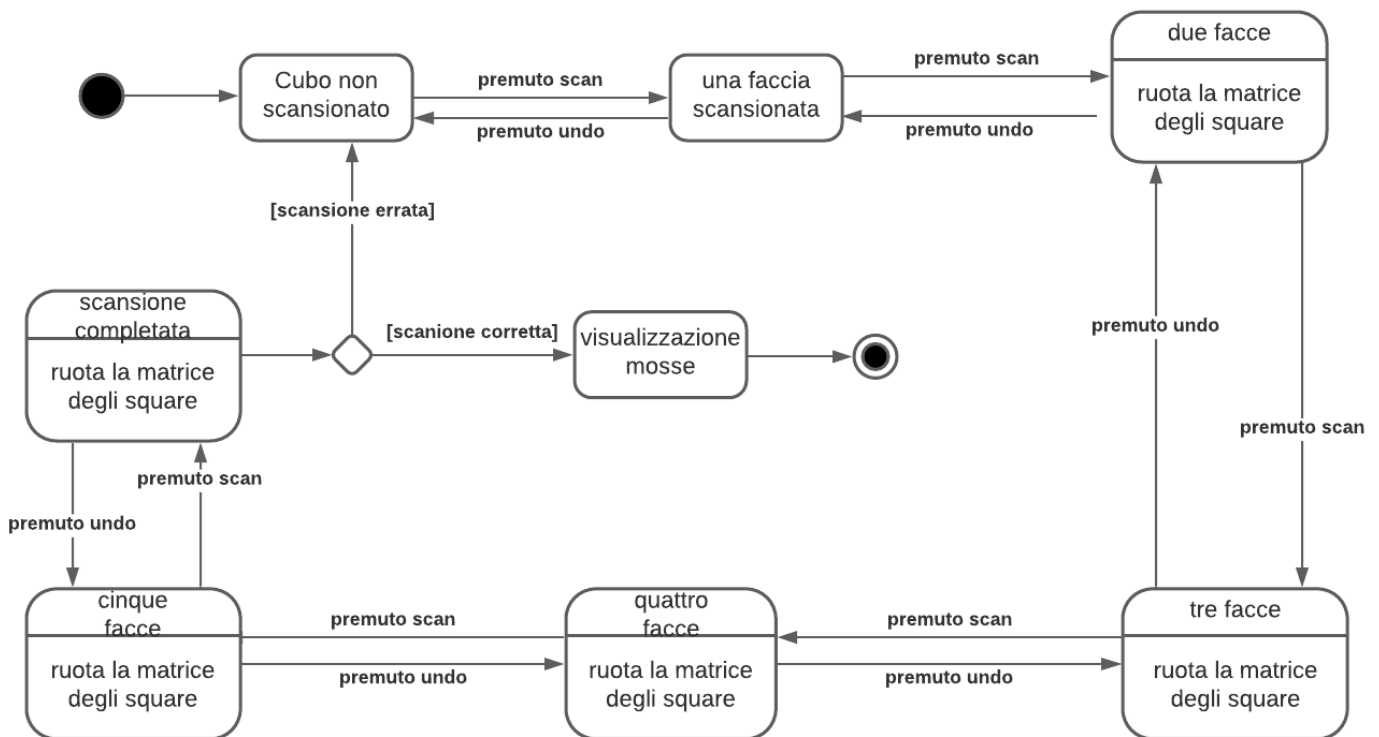 due facce
premuto scan
Cubo non
scansionato
premuto scan
una faccia
scansionata
ruota la matrice
degli square
premuto undo
premuto undo
[scansione errata]
scansione
completata
[scanione corretta]
visualizzazione
mosse
premuto undo
ruota la matrice
degli square
premuto scan
premuto scan
premuto undo
cinque
facce
premuto scan
quattro
facce
premuto scan
tre facce
ruota la matrice
degli square
premuto undo
ruota la matrice
degli square
premuto undo
ruota la matrice
degli square